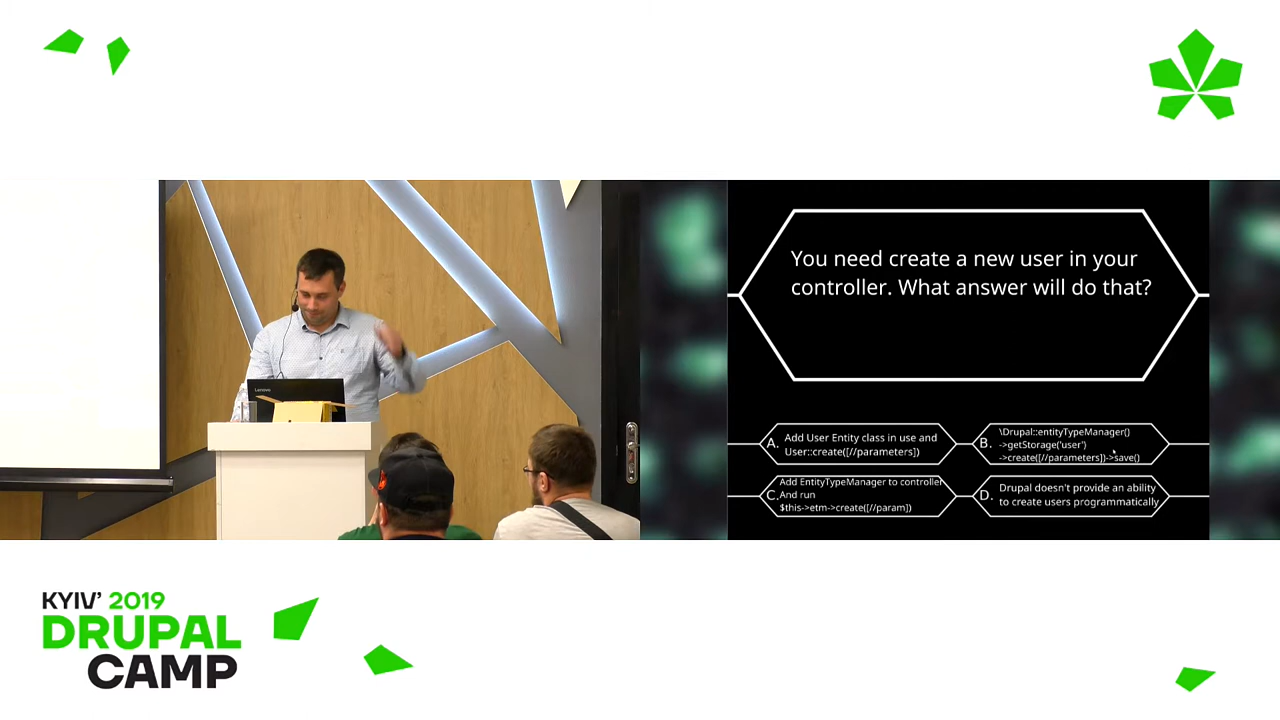 You need create a new user in your
controller. What answer will do that?
A. Add User Entity class in use and
User::create([//parameters])
B. \Drupal::entityTypeManager()
->getStorage('user')
->create([//parameters])->save()
C. Add EntityTypeManager to controller
And run
$this->etm->create([//param])
D. Drupal doesn't provide an ability
to create users programmatically
Lenovo
KYIV' 2019
DRUPAL
CAMP